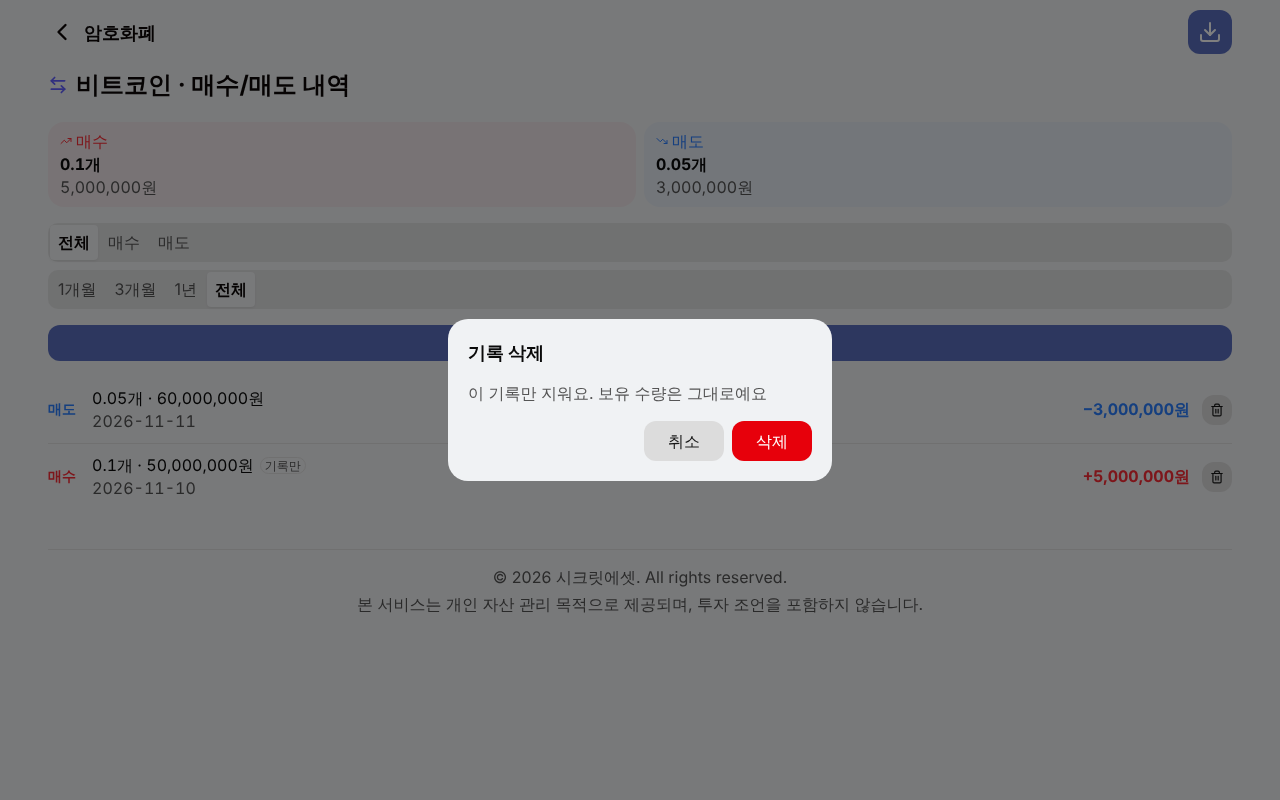 암호화폐
비트코인 · 매수/매도 내역
매수
0.1개
5,000,000원
매도
0.05개
3,000,000원
전체 매수 매도
1개월 3개월 1년 전체
기록 삭제
이 기록만 지워요. 보유 수량은 그대로예요
취소 삭제
매도 0.05개 · 60,000,000원 −3,000,000원
2026-11-11
매수 0.1개 · 50,000,000원 기록만 +5,000,000원
2026-11-10
© 2026 시크릿에셋. All rights reserved.
본 서비스는 개인 자산 관리 목적으로 제공되며, 투자 조언을 포함하지 않습니다.